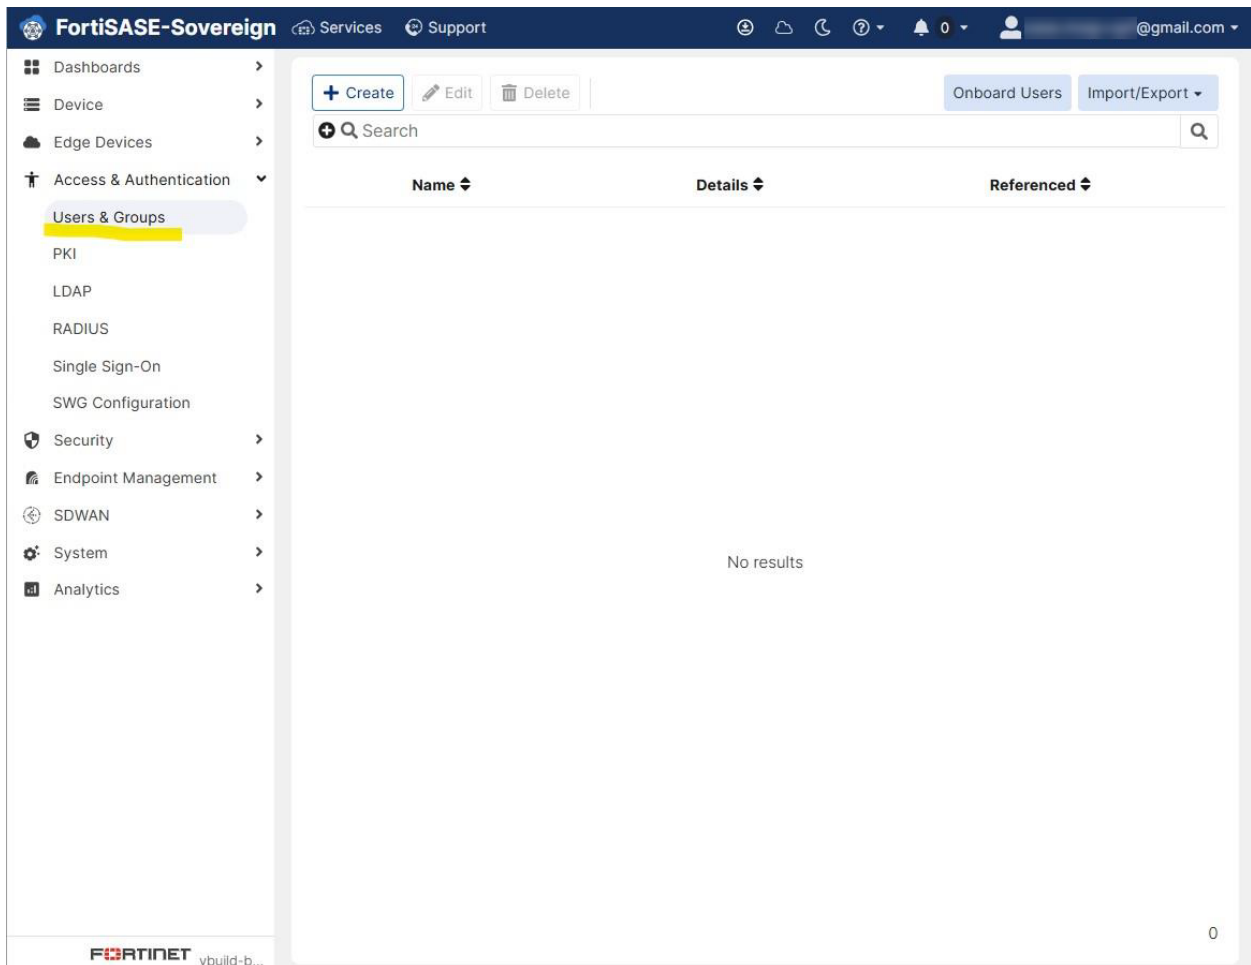 FortiSASE-Sovereign Services Support 0 @gmail.com
Dashboards
Device
Edge Devices
Access & Authentication
Users & Groups
PKI
LDAP
RADIUS
Single Sign-On
SWG Configuration
Security
Endpoint Management
SDWAN
System
Analytics
FORTINET vbuild-b...
Create Edit Delete Onboard Users Import/Export
Search
Name Details Referenced
No results
0